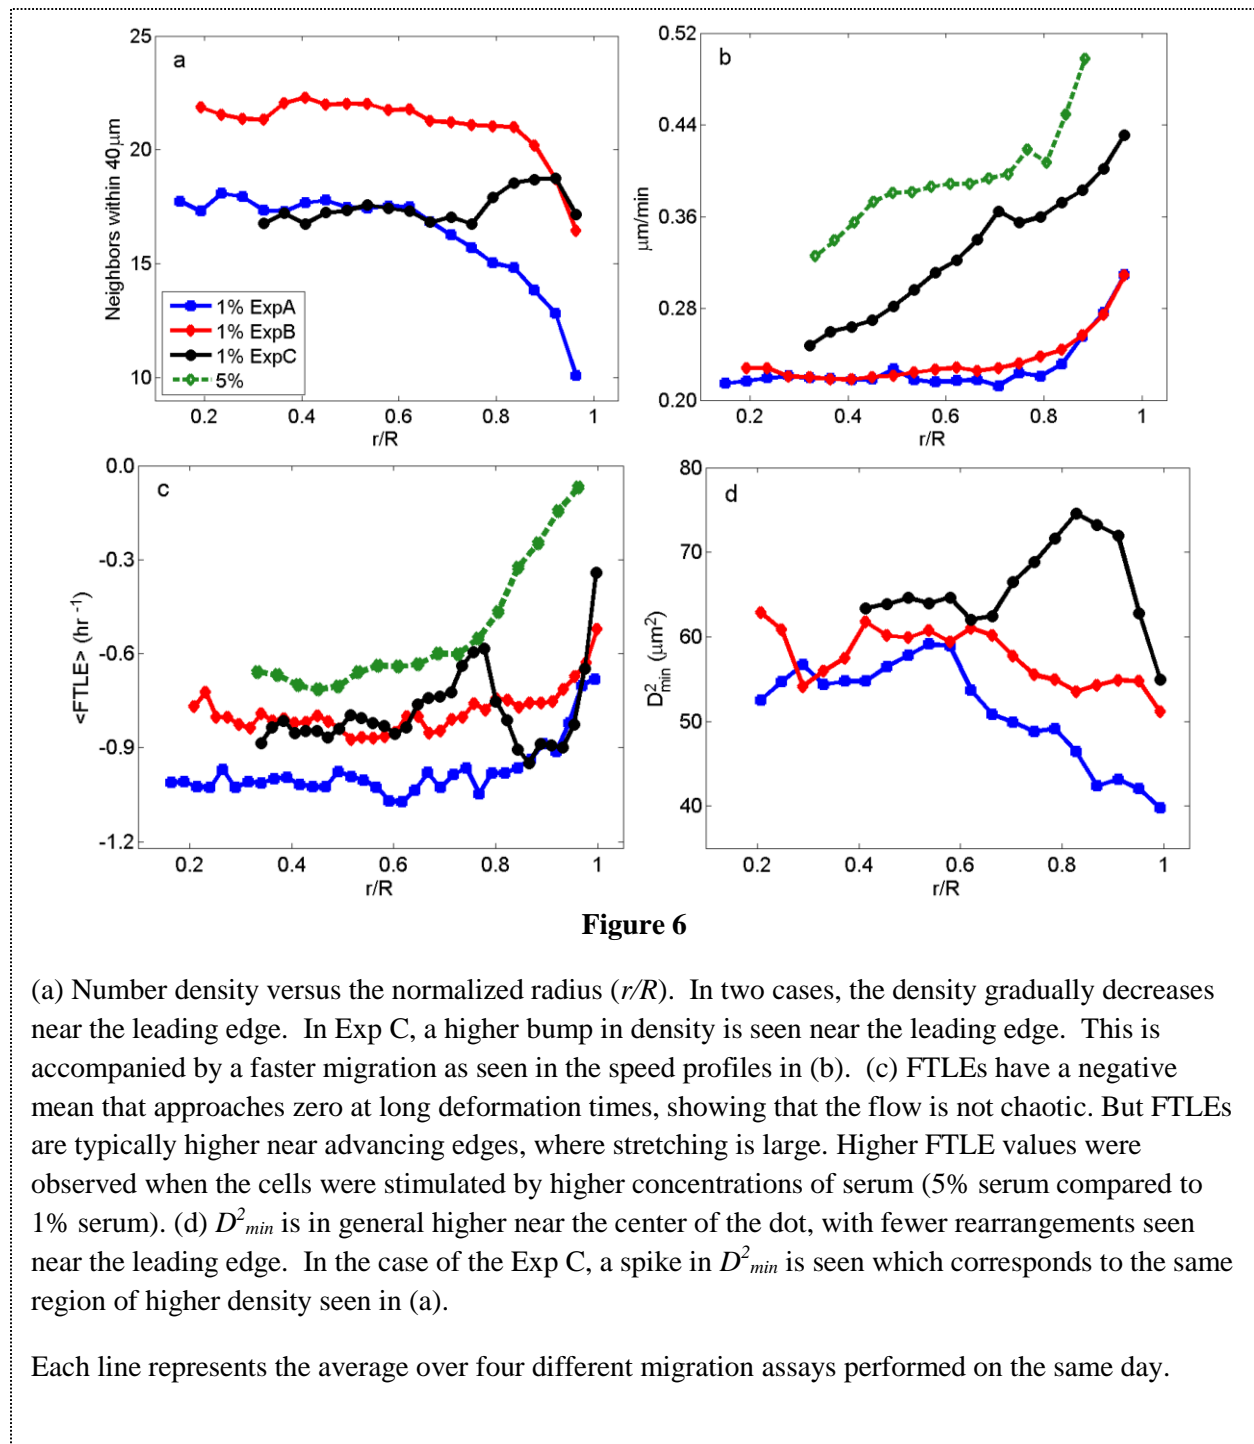 a
Neighbors within 40μm
25
20
15
10
0.2 0.4 0.6 0.8 1
r/R
1% ExpA
1% ExpB
1% ExpC
5%
b
μm/min
0.52
0.44
0.36
0.28
0.20
0.2 0.4 0.6 0.8 1
r/R
c
<FTLE> (hr⁻¹)
0.0
-0.3
-0.6
-0.9
-1.2
0.2 0.4 0.6 0.8 1
r/R
d
D²min (μm²)
80
70
60
50
40
0.2 0.4 0.6 0.8 1
r/R
Figure 6
(a) Number density versus the normalized radius (r/R). In two cases, the density gradually decreases
near the leading edge. In Exp C, a higher bump in density is seen near the leading edge. This is
accompanied by a faster migration as seen in the speed profiles in (b). (c) FTLEs have a negative
mean that approaches zero at long deformation times, showing that the flow is not chaotic. But FTLEs
are typically higher near advancing edges, where stretching is large. Higher FTLE values were
observed when the cells were stimulated by higher concentrations of serum (5% serum compared to
1% serum). (d) D²min is in general higher near the center of the dot, with fewer rearrangements seen
near the leading edge. In the case of the Exp C, a spike in D²min is seen which corresponds to the same
region of higher density seen in (a).
Each line represents the average over four different migration assays performed on the same day.